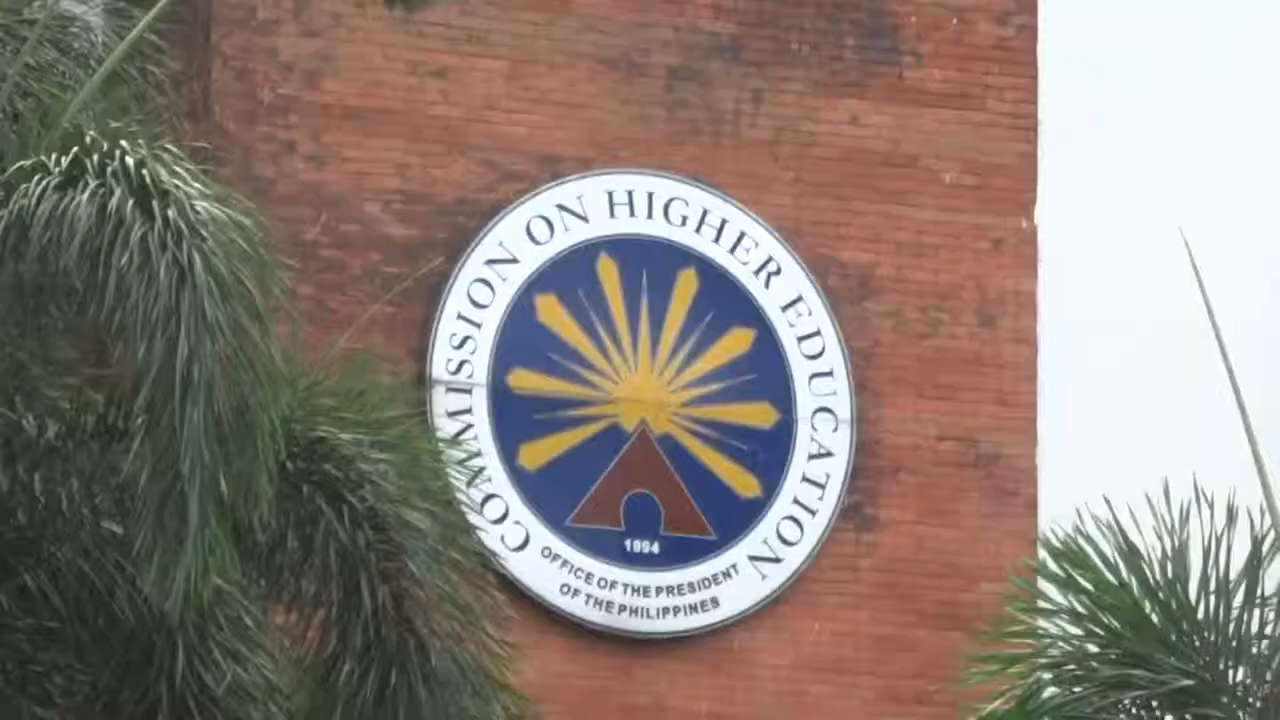 COMMISSION ON HIGHER EDUCATION
1994
OFFICE OF THE PRESIDENT
OF THE PHILIPPINES